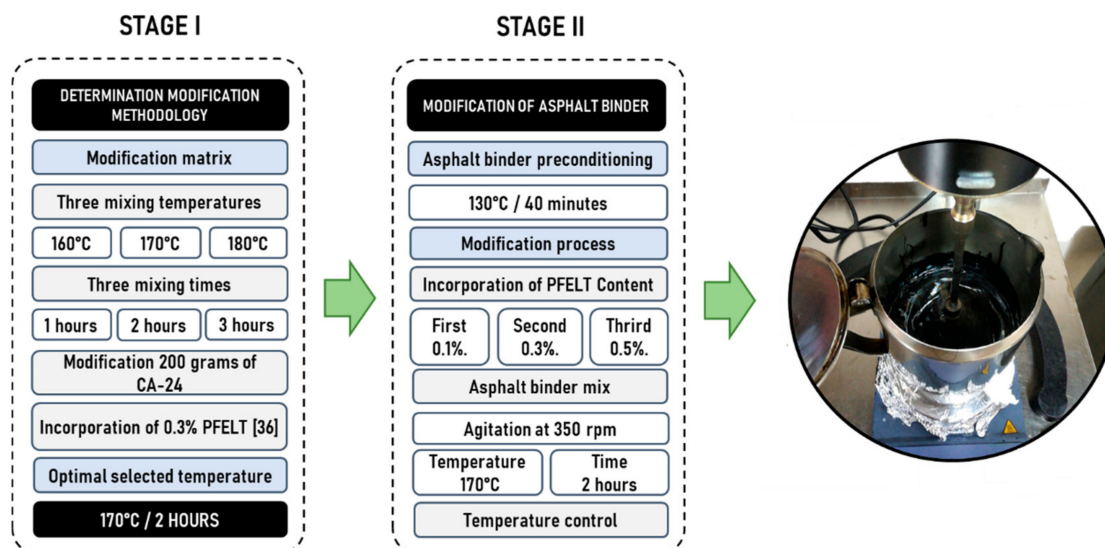 STAGE I
DETERMINATION MODIFICATION
METHODOLOGY
Modification matrix
Three mixing temperatures
160°C 170°C 180°C
Three mixing times
1 hours 2 hours 3 hours
Modification 200 grams of
CA-24
Incorporation of 0.3% PFELT [36]
Optimal selected temperature
170°C / 2 HOURS
STAGE II
MODIFICATION OF ASPHALT BINDER
Asphalt binder preconditioning
130°C / 40 minutes
Modification process
Incorporation of PFELT Content
First Second Thrird
0.1%. 0.3%. 0.5%.
Asphalt binder mix
Agitation at 350 rpm
Temperature Time
170°C 2 hours
Temperature control